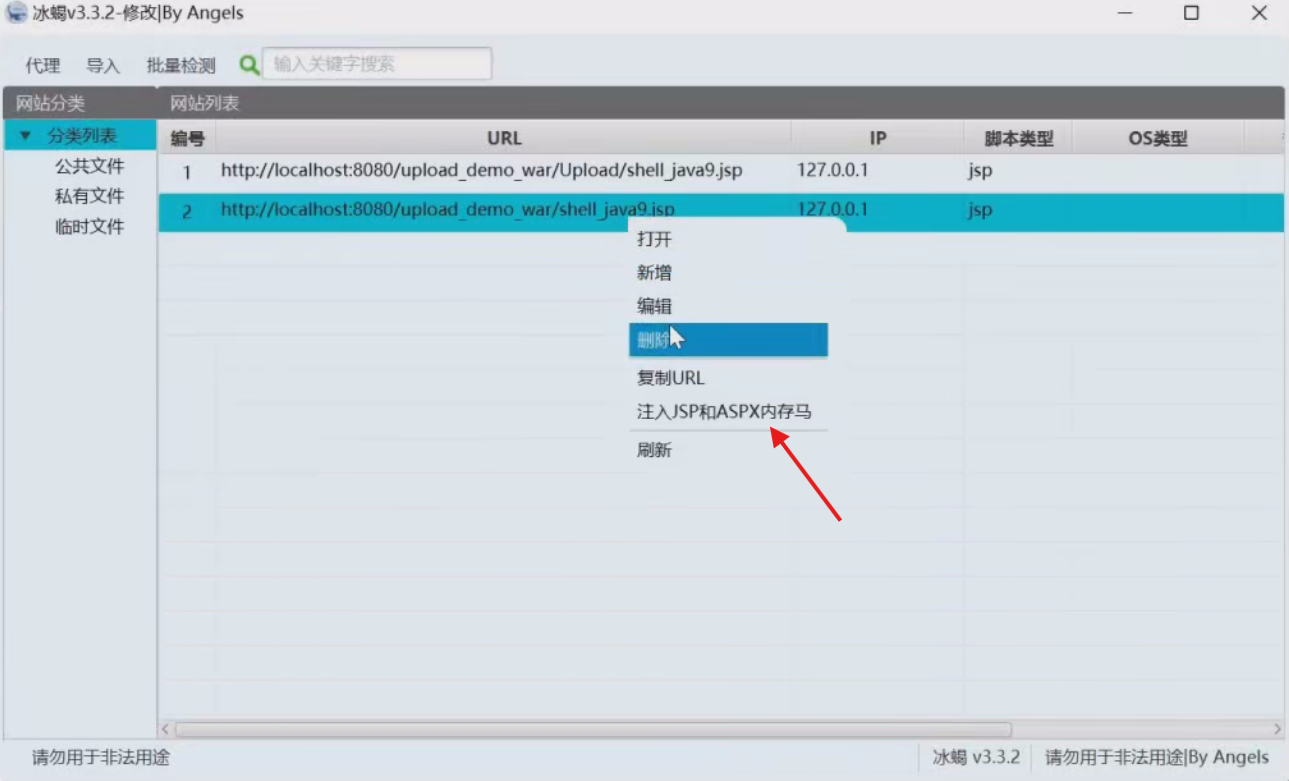 冰蝎v3.3.2-修改|By Angels
代理 导入 批量检测 输入关键字搜索
网站分类 网站列表
分类列表 编号 URL IP 脚本类型 OS类型
公共文件
私有文件
临时文件
1 http://localhost:8080/upload_demo_war/Upload/shell_java9.jsp 127.0.0.1 jsp
2 http://localhost:8080/upload_demo_war/shell_java9.jsp 127.0.0.1 jsp
打开
新增
编辑
删除
复制URL
注入JSP和ASPX内存马
刷新
请勿用于非法用途 冰蝎 v3.3.2 请勿用于非法用途|By Angels